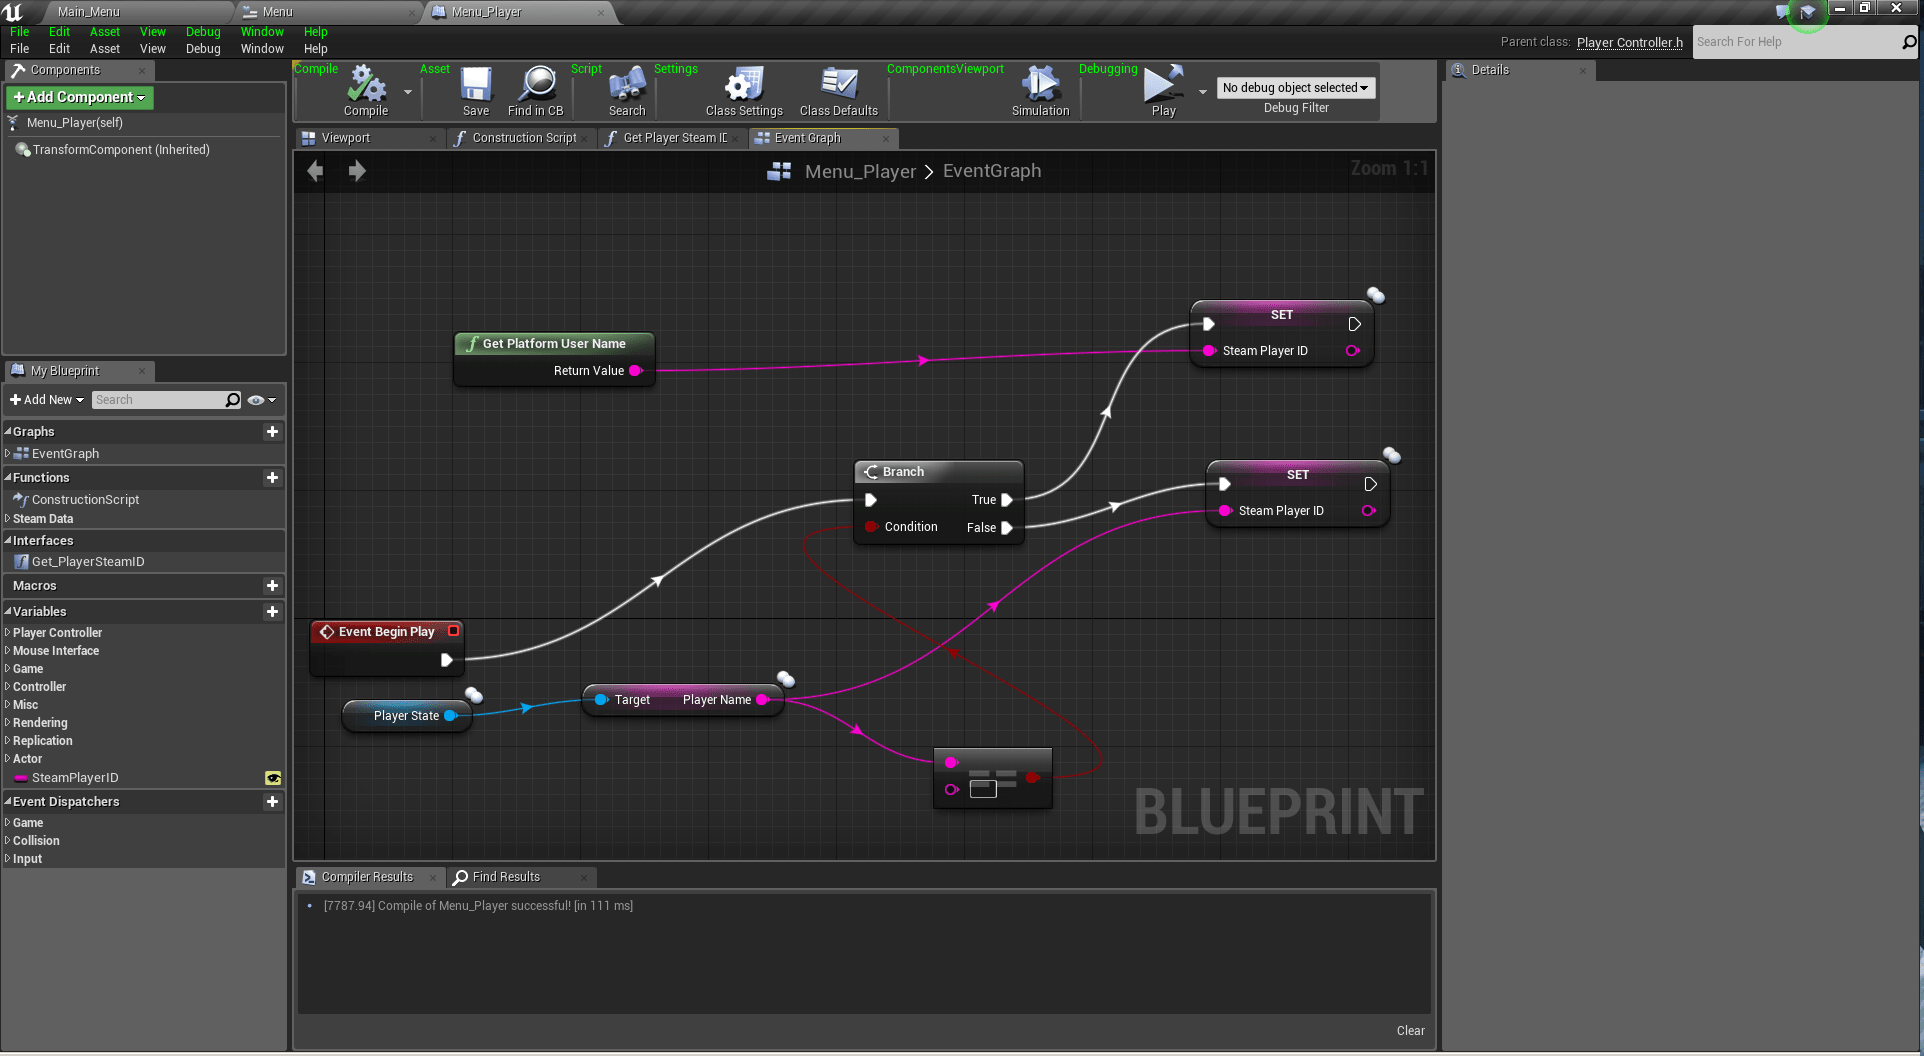 Main_Menu
Menu
Menu_Player
File Edit Asset View Debug Window Help
File Edit Asset View Debug Window Help
Parent class: Player Controller.h
Search For Help
Components
+Add Component
Menu_Player(self)
TransformComponent (Inherited)
My Blueprint
+Add New
Search
Graphs
EventGraph
Functions
ConstructionScript
Steam Data
Interfaces
Get_PlayerSteamID
Macros
Variables
Player Controller
Mouse Interface
Game
Controller
Misc
Rendering
Replication
Actor
SteamPlayerID
Event Dispatchers
Game
Collision
Input
Compile
Asset
Script
Settings
ComponentsViewport
Debugging
Compile
Save
Find in CB
Search
Class Settings
Class Defaults
Simulation
Play
No debug object selected
Debug Filter
Viewport
Construction Script
Get Player Steam ID
Event Graph
Menu_Player > EventGraph
Zoom 1:1
Get Platform User Name
Return Value
SET
Steam Player ID
Branch
True
Condition
False
SET
Steam Player ID
Event Begin Play
Player State
Target
Player Name
==
BLUEPRINT
Compiler Results
Find Results
[7787.94] Compile of Menu_Player successful! [in 111 ms]
Clear
Details